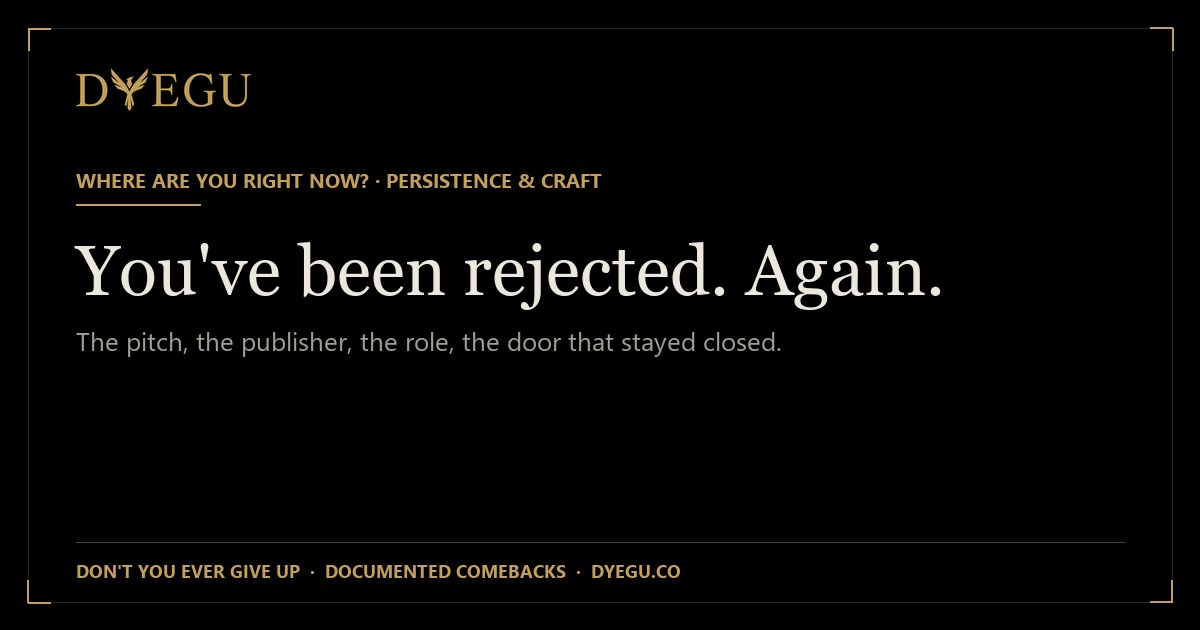 DYEGU
WHERE ARE YOU RIGHT NOW? · PERSISTENCE & CRAFT
You've been rejected. Again.
The pitch, the publisher, the role, the door that stayed closed.
DON'T YOU EVER GIVE UP · DOCUMENTED COMEBACKS · DYEGU.CO